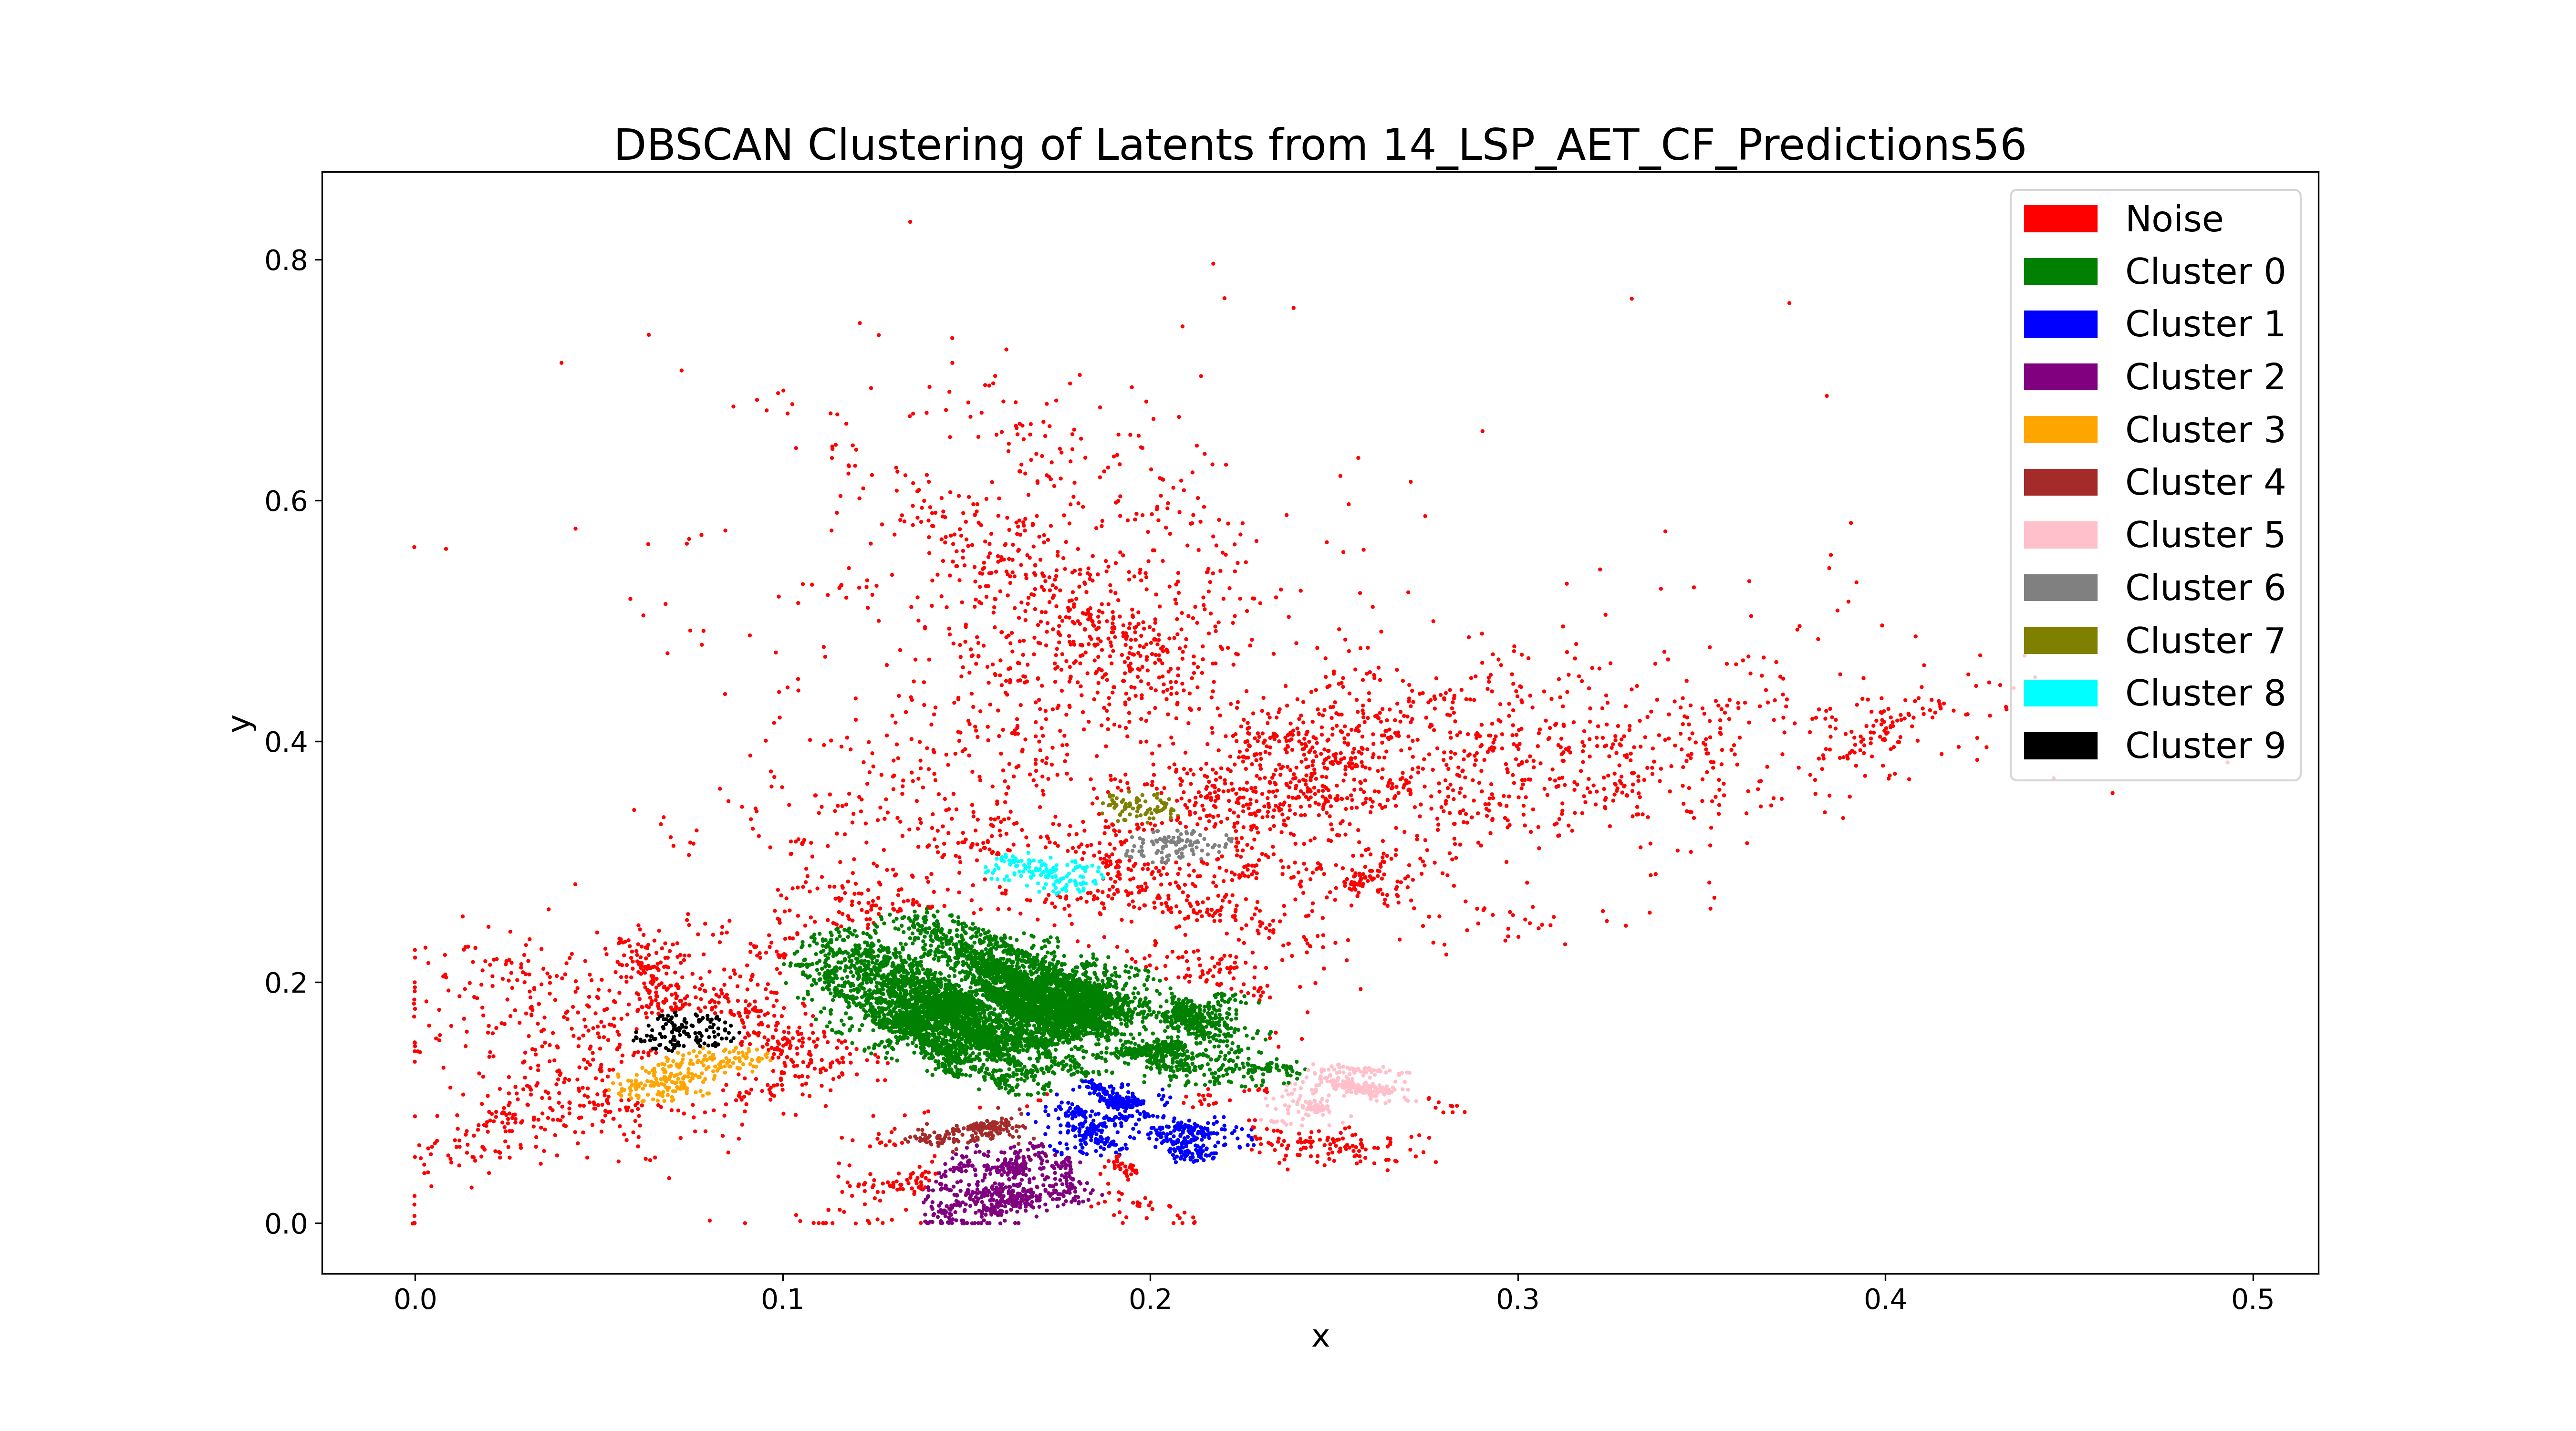 DBSCAN Clustering of Latents from 14_LSP_AET_CF_Predictions56
Noise
Cluster 0
Cluster 1
Cluster 2
Cluster 3
Cluster 4
Cluster 5
Cluster 6
Cluster 7
Cluster 8
Cluster 9
0.8
0.6
0.4
0.2
0.0
y
0.0 0.1 0.2 0.3 0.4 0.5
x